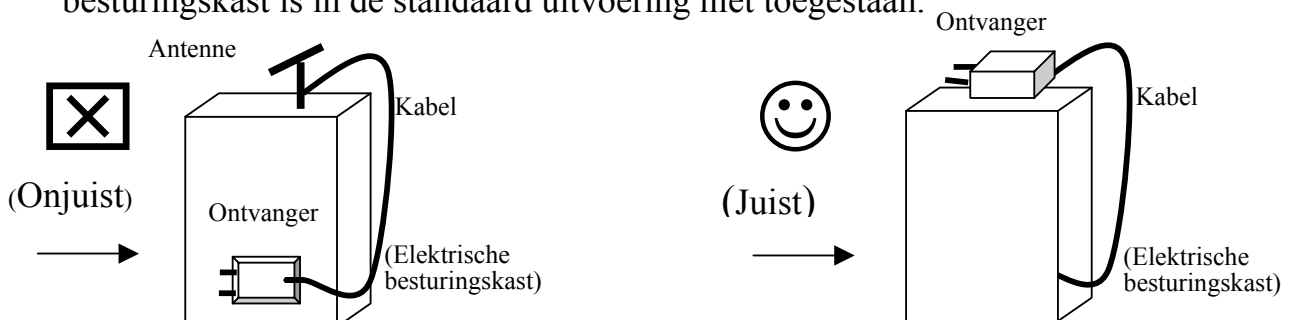 besturingskast is in de standaard uitvoering niet toegestaan.
Antenne
Kabel
(Onjuist)
Ontvanger
(Elektrische
besturingskast)
Ontvanger
Kabel
(Juist)
(Elektrische
besturingskast)